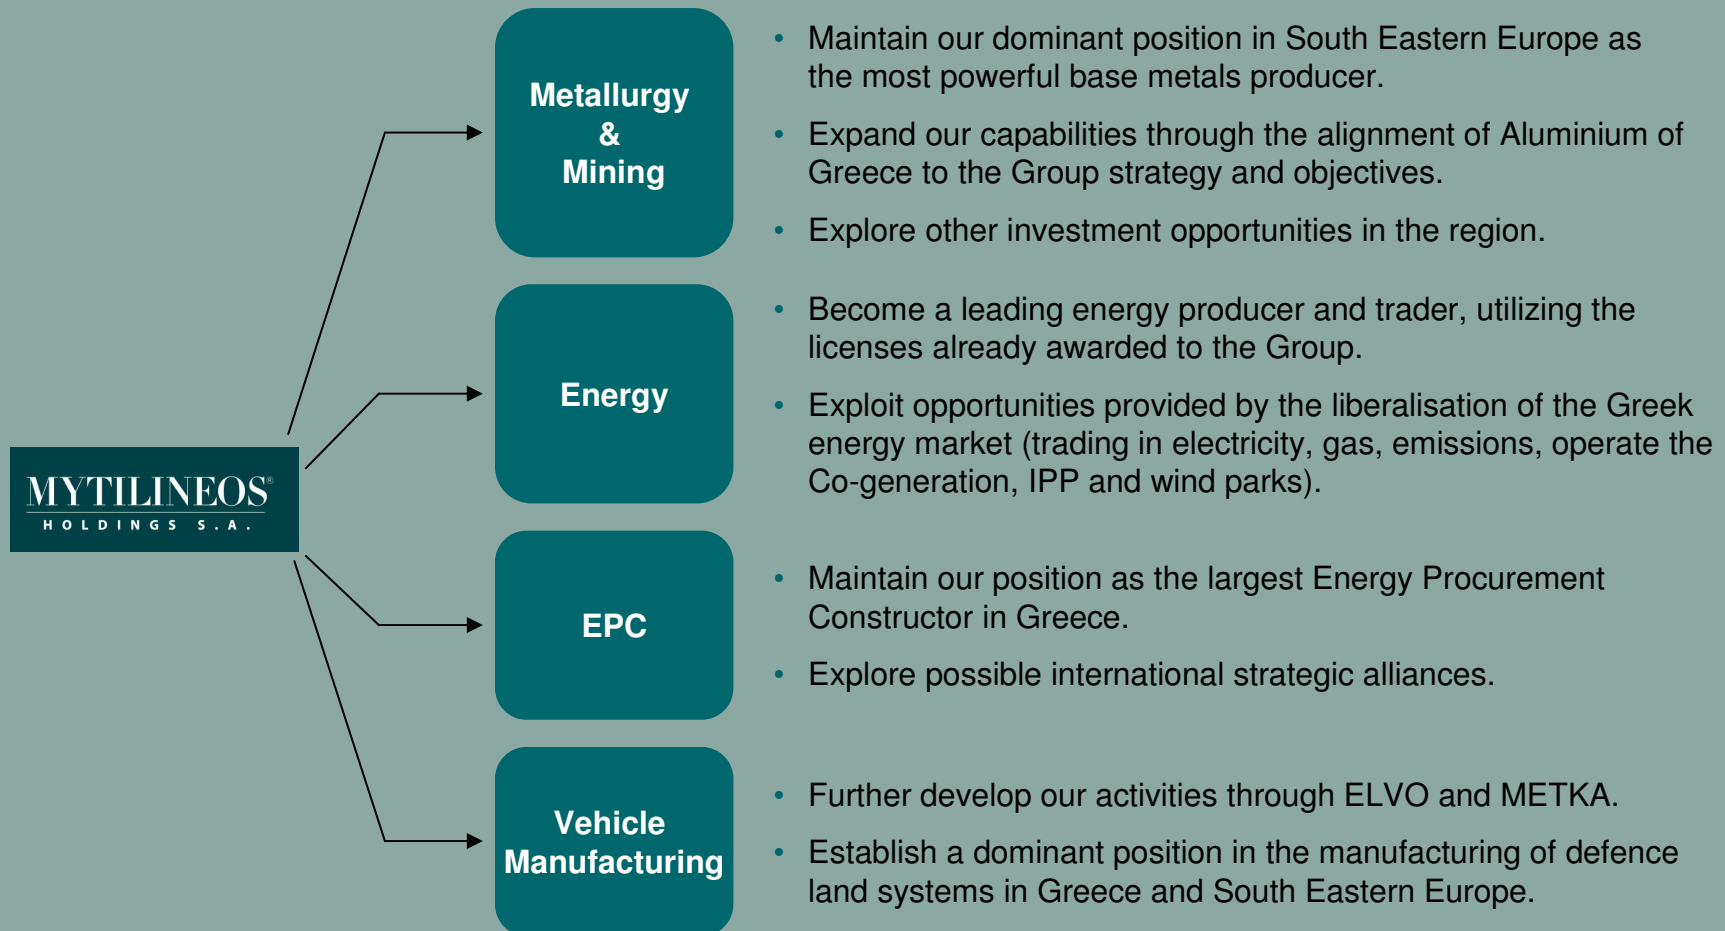 MYTILINEOS®
HOLDINGS S.A.
Metallurgy
&
Mining
• Maintain our dominant position in South Eastern Europe as
the most powerful base metals producer.
• Expand our capabilities through the alignment of Aluminium of
Greece to the Group strategy and objectives.
• Explore other investment opportunities in the region.
Energy
• Become a leading energy producer and trader, utilizing the
licenses already awarded to the Group.
• Exploit opportunities provided by the liberalisation of the Greek
energy market (trading in electricity, gas, emissions, operate the
Co-generation, IPP and wind parks).
EPC
• Maintain our position as the largest Energy Procurement
Constructor in Greece.
• Explore possible international strategic alliances.
Vehicle
Manufacturing
• Further develop our activities through ELVO and METKA.
• Establish a dominant position in the manufacturing of defence
land systems in Greece and South Eastern Europe.